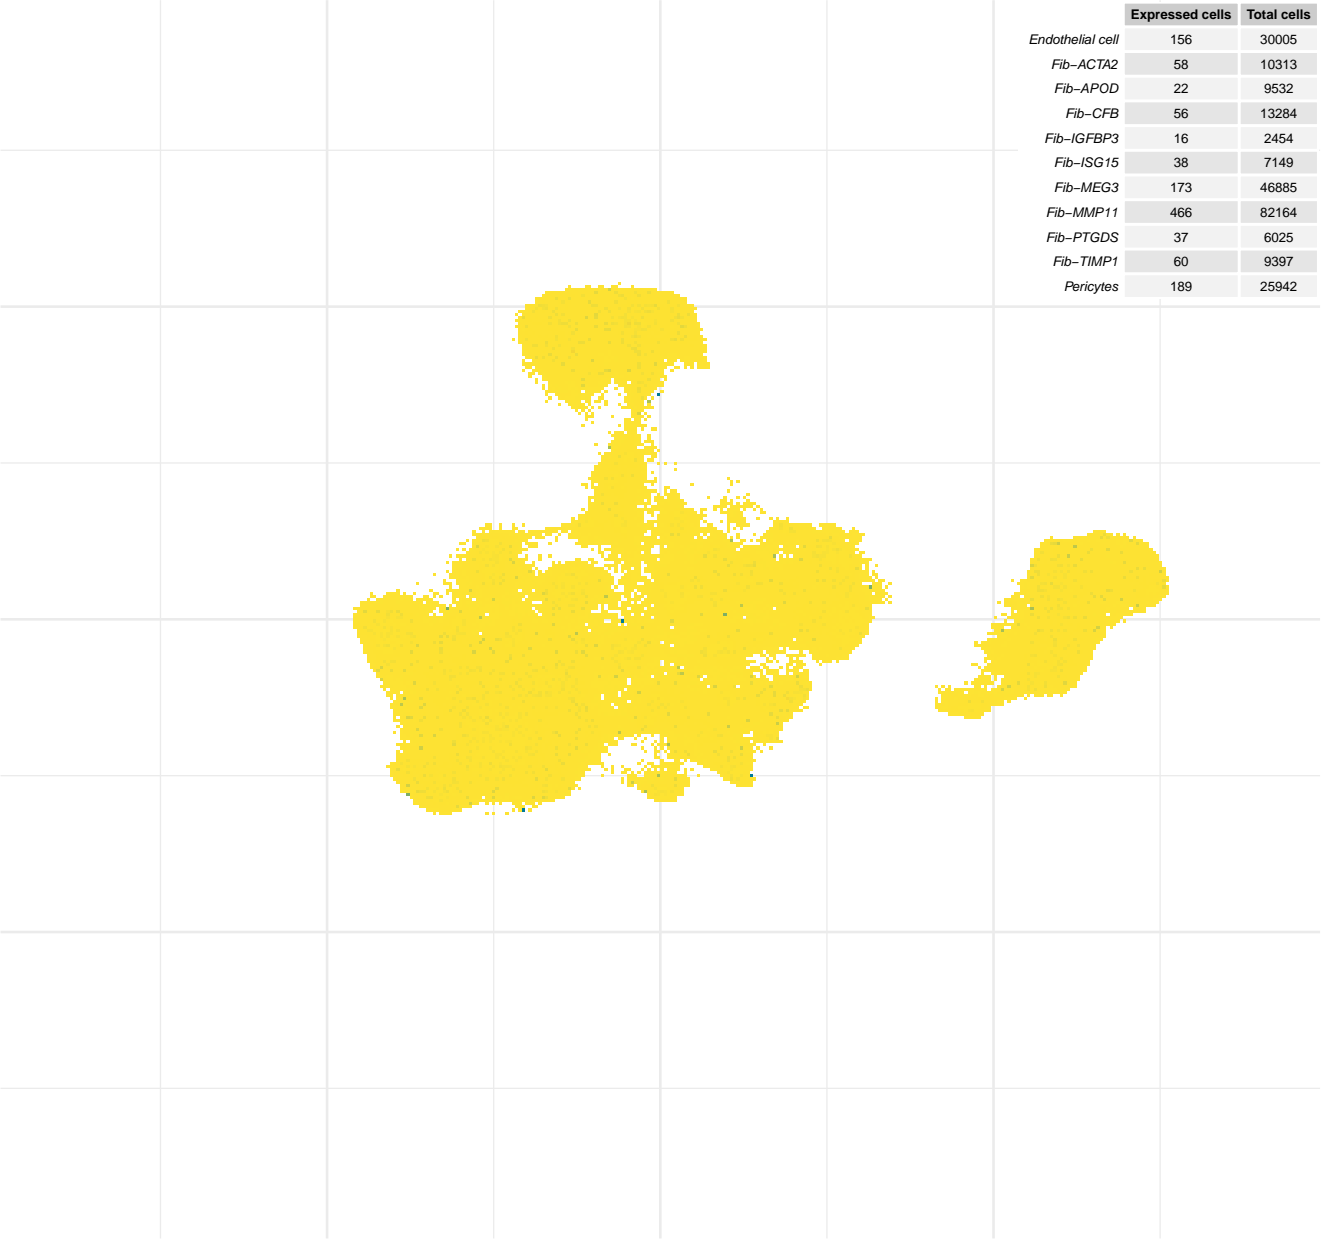 Expressed cells Total cells
Endothelial cell 156 30005
Fib−ACTA2 58 10313
Fib−APOD 22 9532
Fib−CFB 56 13284
Fib−IGFBP3 16 2454
Fib−ISG15 38 7149
Fib−MEG3 173 46885
Fib−MMP11 466 82164
Fib−PTGDS 37 6025
Fib−TIMP1 60 9397
Pericytes 189 25942